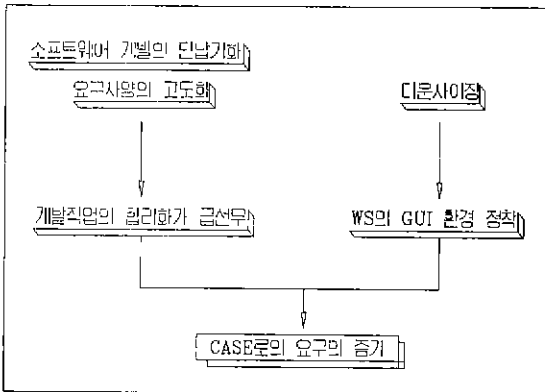 소프트웨어 개발의 단납기화
요구사양의 고도화
다운사이징
개발작업의 합리화가 급선무
WS의 GUI 환경 정착
CASE로의 요구의 증가